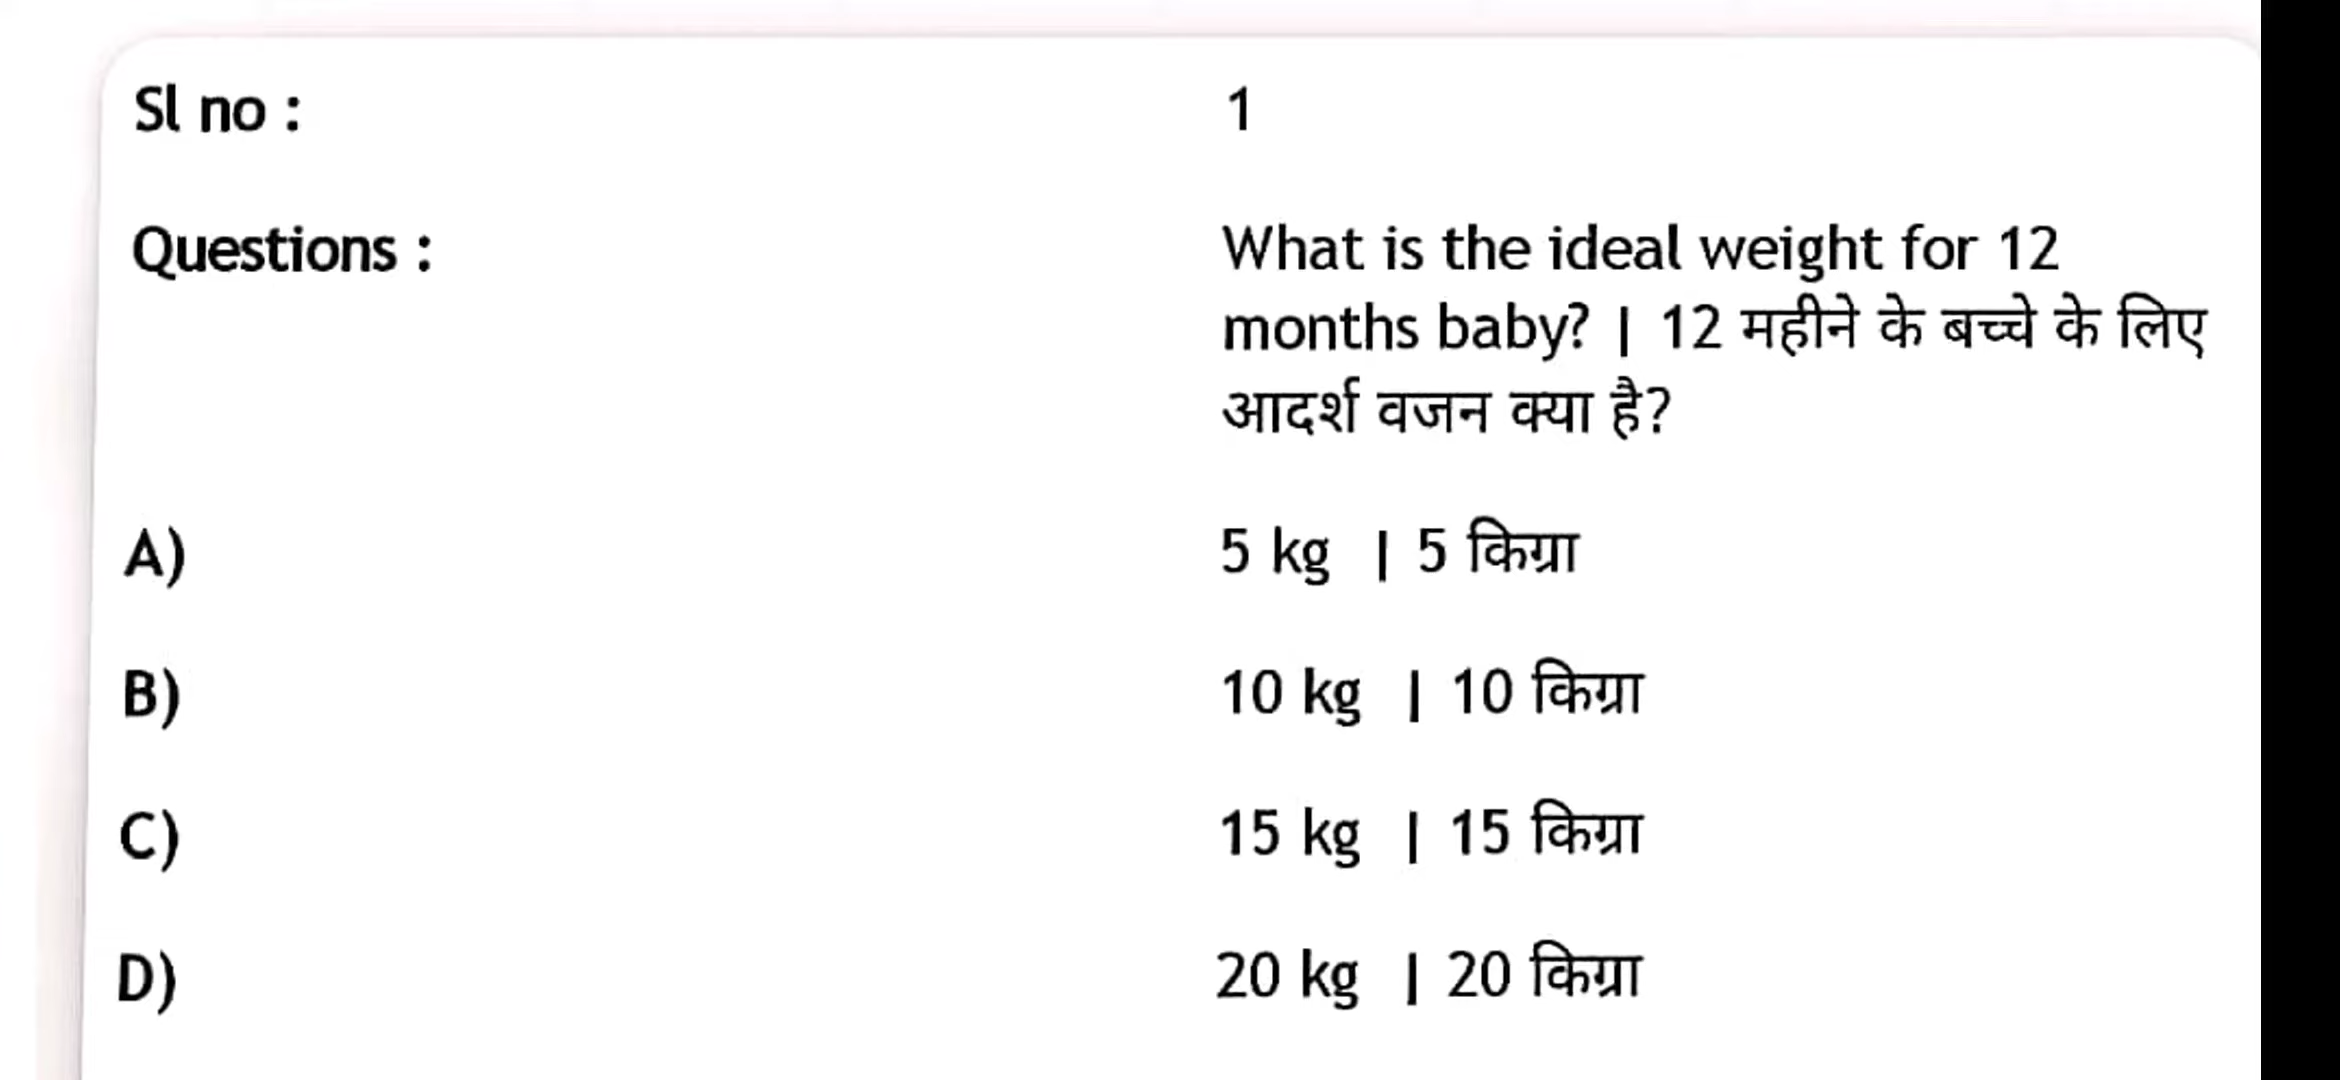 Sl no : 1
Questions : What is the ideal weight for 12
months baby? | 12 महीने के बच्चे के लिए
आदर्श वजन क्या है?
A) 5 kg | 5 किग्रा
B) 10 kg | 10 किग्रा
C) 15 kg | 15 किग्रा
D) 20 kg | 20 किग्रा